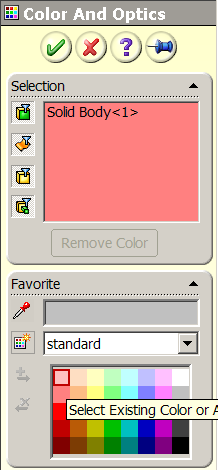 Color And Optics
Selection
Solid Body<1>
Remove Color
Favorite
standard
Select Existing Color or A